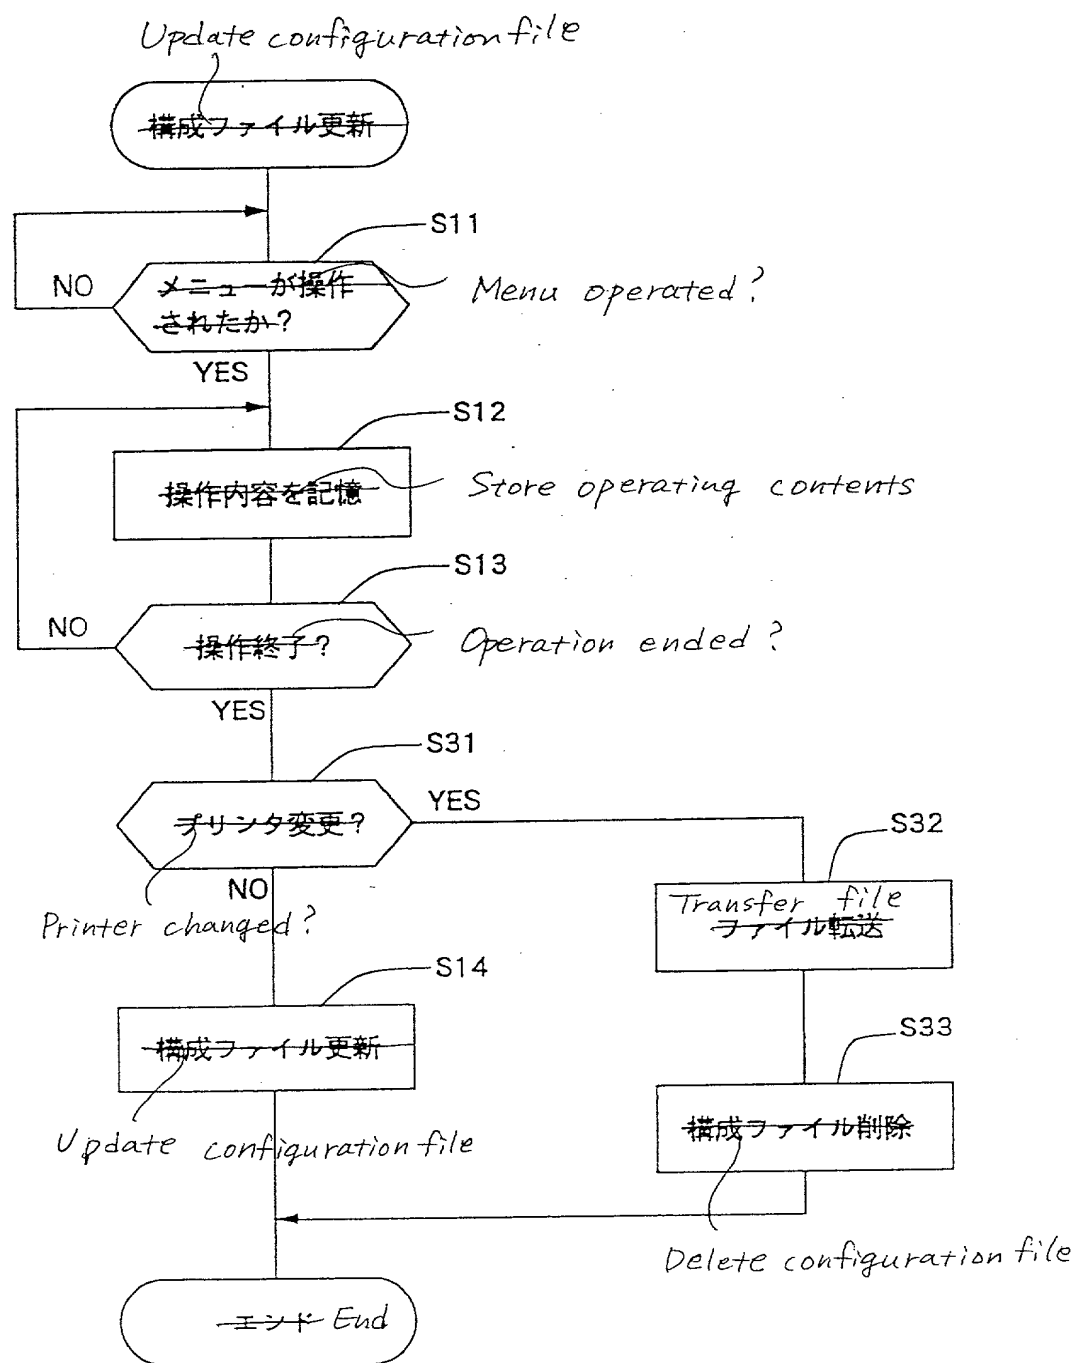 Update configuration file
構成ファイル更新
S11
NO
メニューが操作
されたか?
Menu operated?
YES
S12
操作内容を記憶
Store operating contents
S13
NO
操作終了?
Operation ended?
YES
S31
プリンタ変更?
YES
NO
Printer changed?
S32
Transfer file
ファイル転送
S14
構成ファイル更新
Update configuration file
S33
構成ファイル削除
Delete configuration file
エンド End